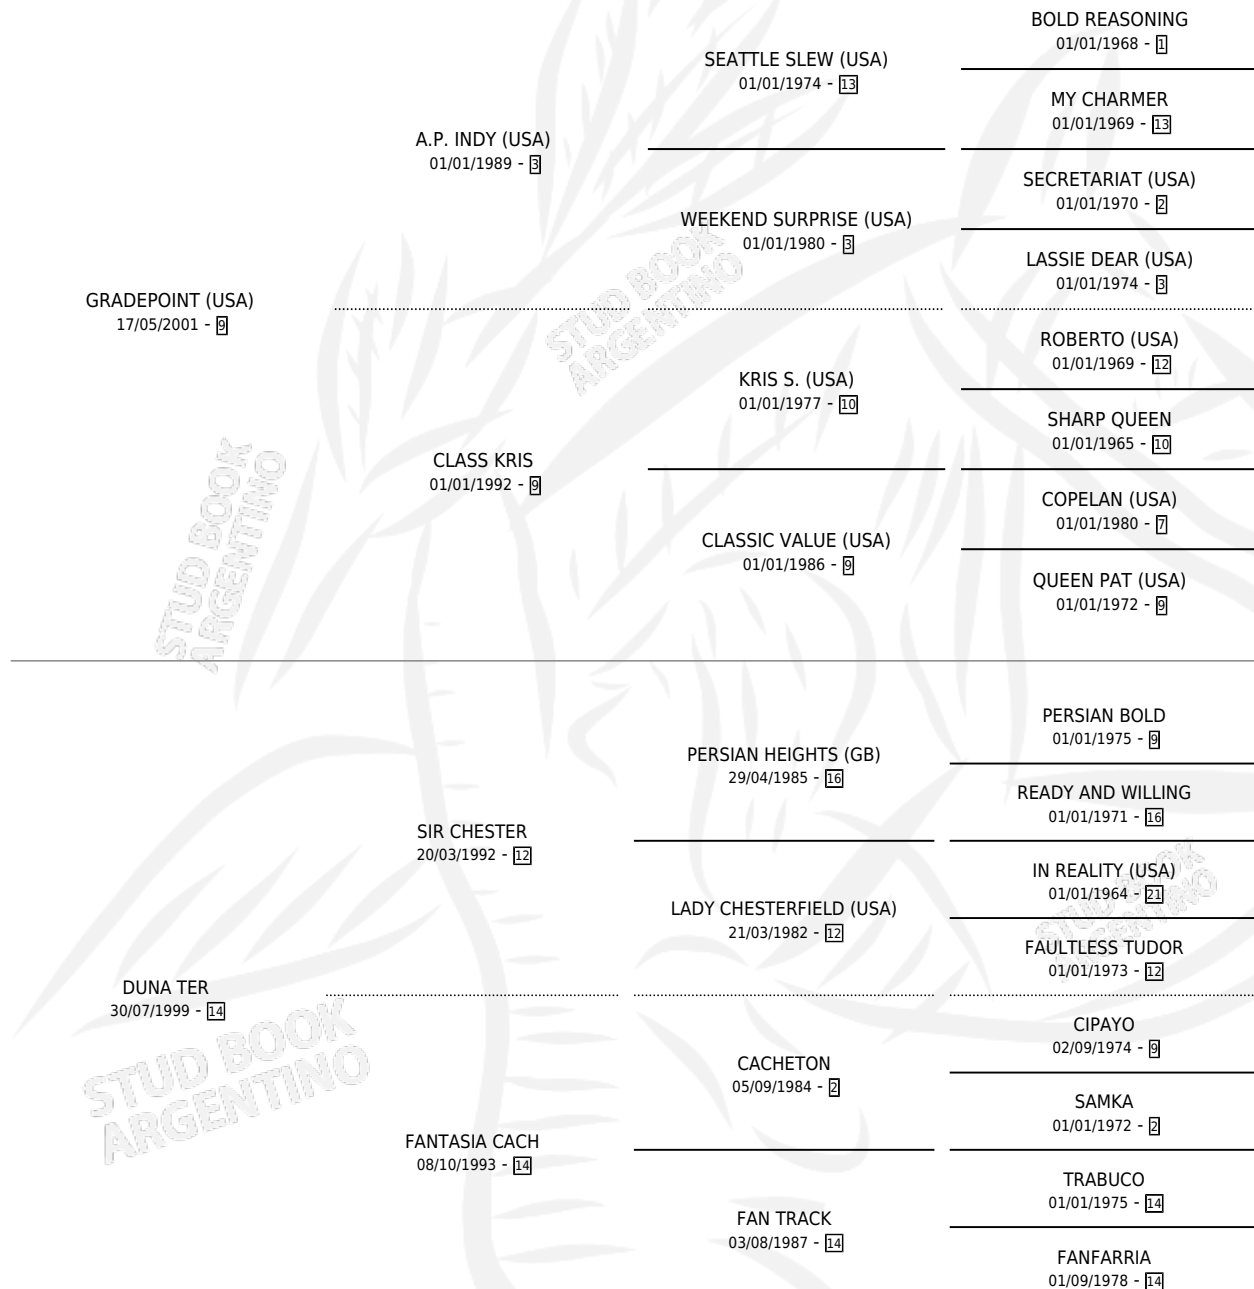 BOLD REASONING
01/01/1968 - 1
SEATTLE SLEW (USA)
01/01/1974 - 13
MY CHARMER
01/01/1969 - 13
A.P. INDY (USA)
01/01/1989 - 3
SECRETARIAT (USA)
01/01/1970 - 2
WEEKEND SURPRISE (USA)
01/01/1980 - 3
LASSIE DEAR (USA)
01/01/1974 - 3
GRADEPOINT (USA)
17/05/2001 - 9
STUD BOOK
ARGENTINO
ROBERTO (USA)
01/01/1969 - 12
KRIS S. (USA)
01/01/1977 - 10
SHARP QUEEN
01/01/1965 - 10
CLASS KRIS
01/01/1992 - 9
COPELAN (USA)
01/01/1980 - 7
CLASSIC VALUE (USA)
01/01/1986 - 9
QUEEN PAT (USA)
01/01/1972 - 9
STUD BOOK
ARGENTINO
PERSIAN BOLD
01/01/1975 - 9
PERSIAN HEIGHTS (GB)
29/04/1985 - 16
READY AND WILLING
01/01/1971 - 16
SIR CHESTER
20/03/1992 - 12
IN REALITY (USA)
01/01/1964 - 21
LADY CHESTERFIELD (USA)
21/03/1982 - 12
FAULTLESS TUDOR
01/01/1973 - 12
STUD BOOK
ARGENTINO
DUNA TER
30/07/1999 - 14
CIPAYO
02/09/1974 - 9
CACHETON
05/09/1984 - 2
SAMKA
01/01/1972 - 2
STUD BOOK
ARGENTINO
FANTASIA CACH
08/10/1993 - 14
TRABUCO
01/01/1975 - 14
FAN TRACK
03/08/1987 - 14
FANFARRIA
01/09/1978 - 14